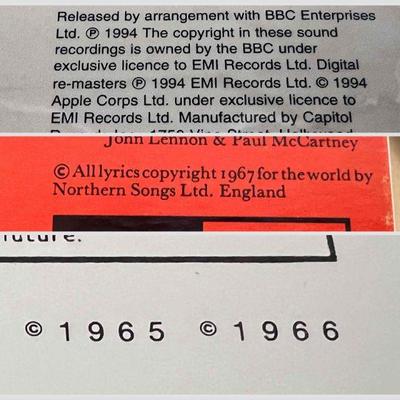 Released by arrangement with BBC Enterprises
Ltd. ℗ 1994 The copyright in these sound
recordings is owned by the BBC under
exclusive licence to EMI Records Ltd. Digital
re-masters ℗ 1994 EMI Records Ltd. © 1994
Apple Corps Ltd. under exclusive licence to
EMI Records Ltd. Manufactured by Capitol
John Lennon & Paul McCartney
© All lyrics copyright 1967 for the world by
Northern Songs Ltd. England
future.
© 1965 © 1966